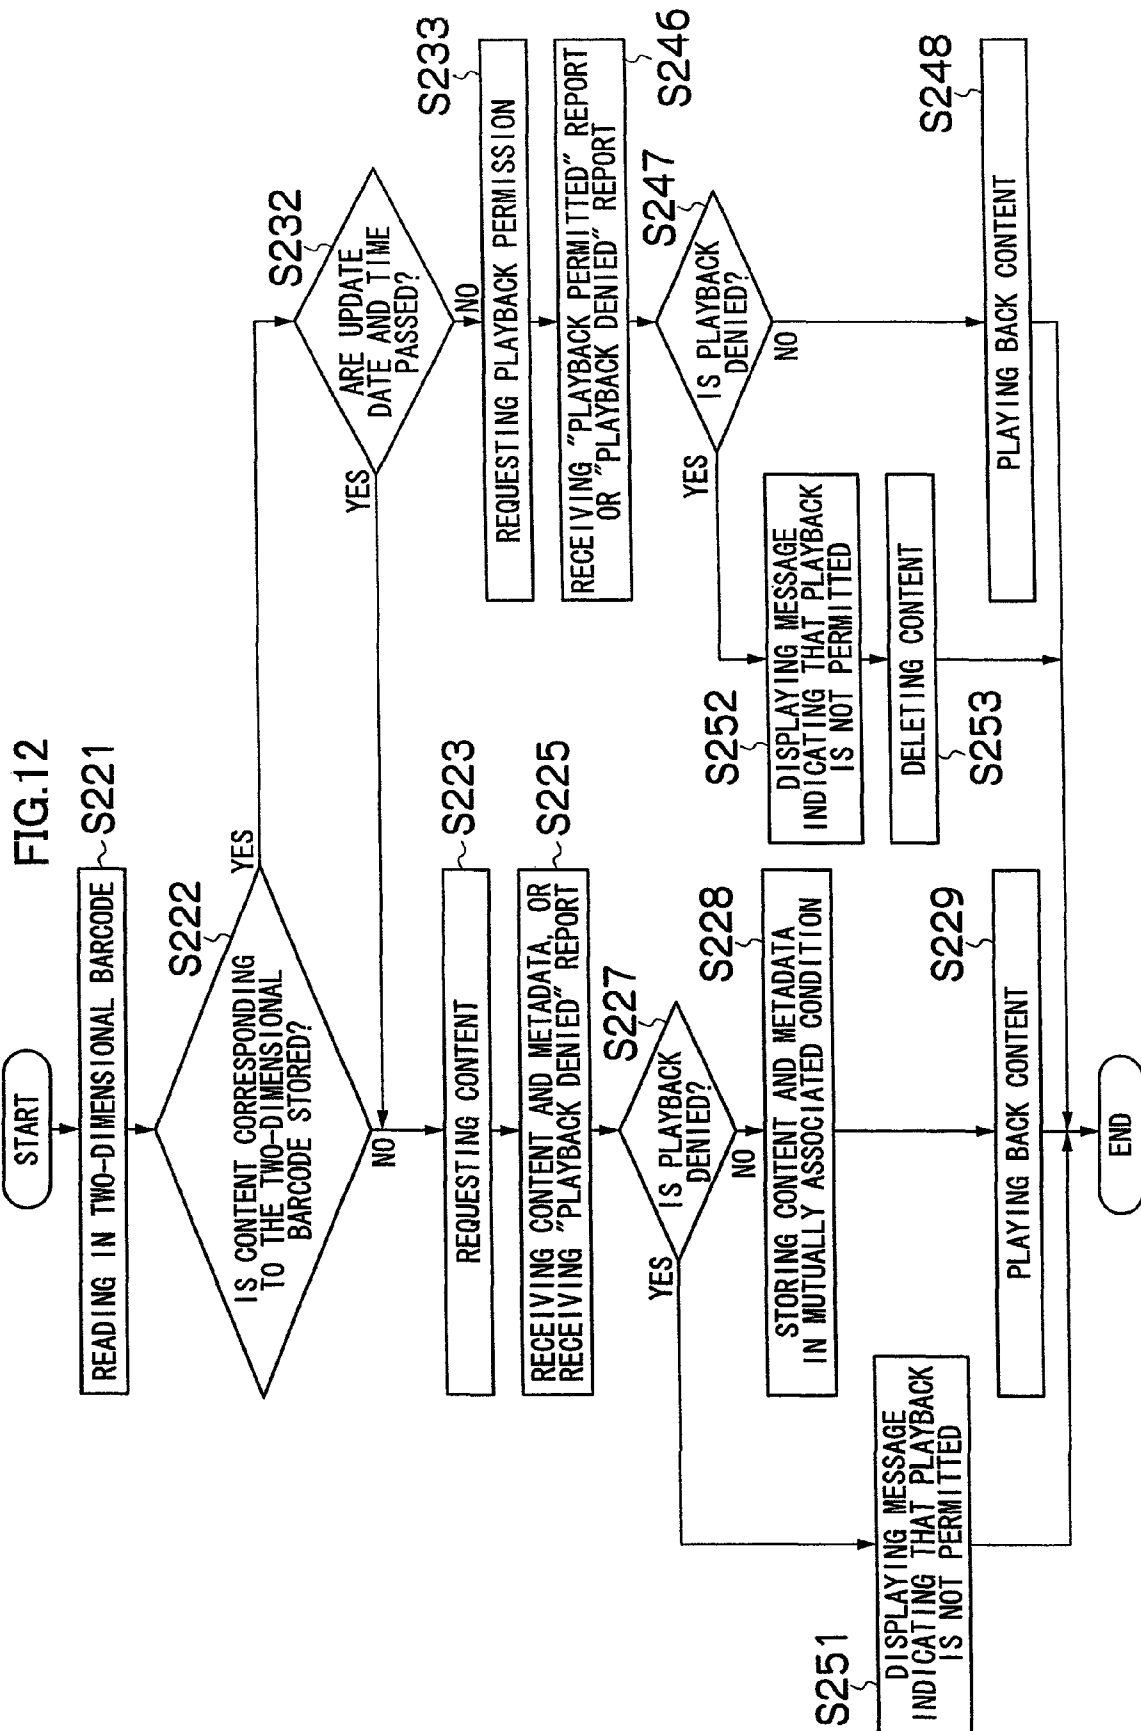 FIG.12
START
READING IN TWO-DIMENSIONAL BARCODE
S221
IS CONTENT CORRESPONDING
TO THE TWO-DIMENSIONAL
BARCODE STORED?
S222
YES
NO
ARE UPDATE
DATE AND TIME
PASSED?
S232
YES
NO
REQUESTING CONTENT
S223
REQUESTING PLAYBACK PERMISSION
S233
RECEIVING CONTENT AND METADATA, OR
RECEIVING "PLAYBACK DENIED" REPORT
S225
RECEIVING "PLAYBACK PERMITTED" REPORT
OR "PLAYBACK DENIED" REPORT
S246
IS PLAYBACK
DENIED?
S227
YES
NO
IS PLAYBACK
DENIED?
S247
YES
NO
STORING CONTENT AND METADATA
IN MUTUALLY ASSOCIATED CONDITION
S228
S252
DISPLAYING MESSAGE
INDICATING THAT PLAYBACK
IS NOT PERMITTED
DELETING CONTENT
S253
S251
DISPLAYING MESSAGE
INDICATING THAT PLAYBACK
IS NOT PERMITTED
PLAYING BACK CONTENT
S229
PLAYING BACK CONTENT
S248
END